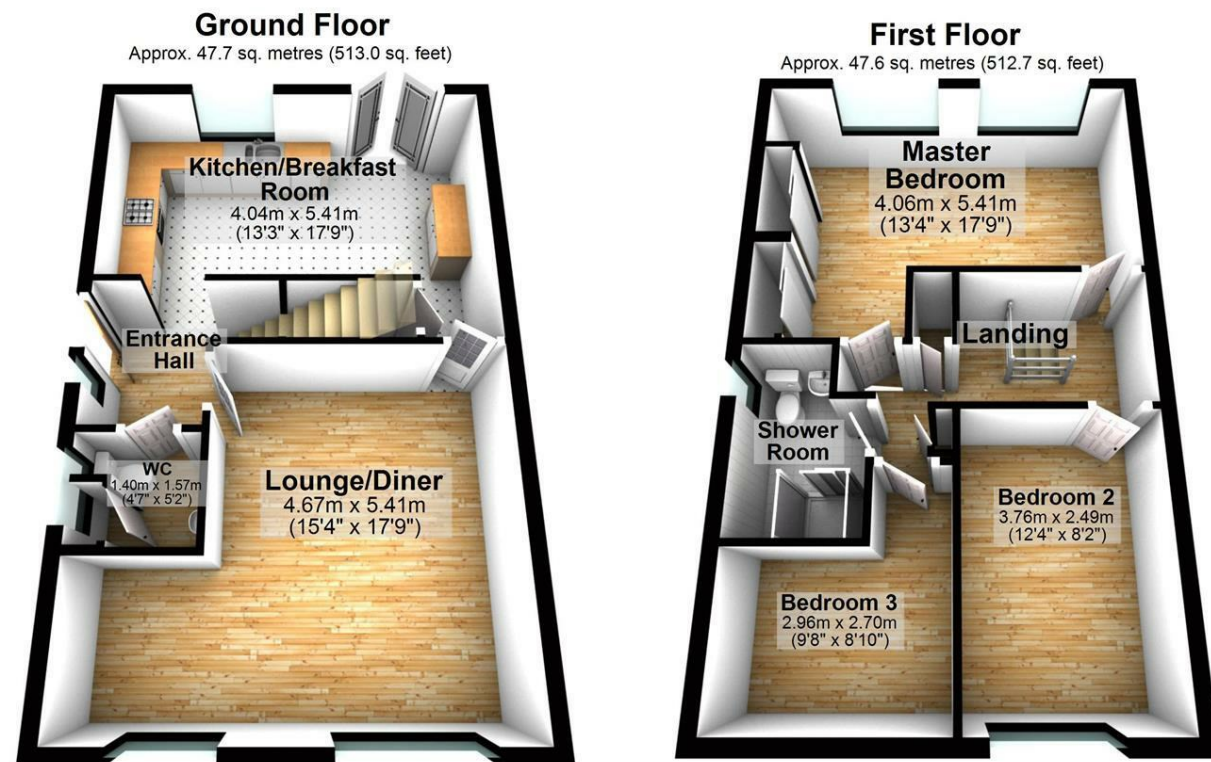 Ground Floor
Approx. 47.7 sq. metres (513.0 sq. feet)
Kitchen/Breakfast
Room
4.04m x 5.41m
(13'3" x 17'9")
Entrance
Hall
WC
1.40m x 1.57m
(4'7" x 5'2")
Lounge/Diner
4.67m x 5.41m
(15'4" x 17'9")
First Floor
Approx. 47.6 sq. metres (512.7 sq. feet)
Master
Bedroom
4.06m x 5.41m
(13'4" x 17'9")
Landing
Shower
Room
Bedroom 2
3.76m x 2.49m
(12'4" x 8'2")
Bedroom 3
2.96m x 2.70m
(9'8" x 8'10")